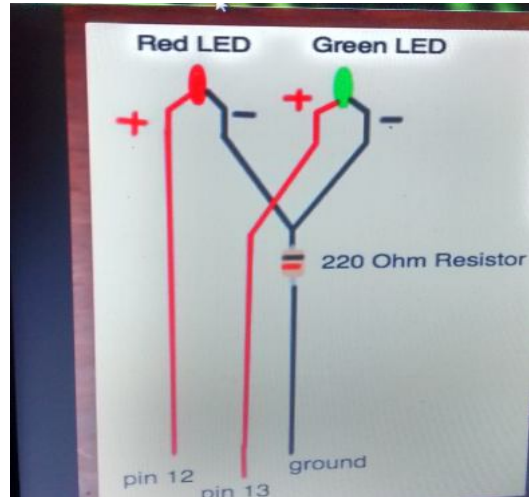 Red LED
Green LED
+
-
+
-
220 Ohm Resistor
pin 12
pin 13
ground